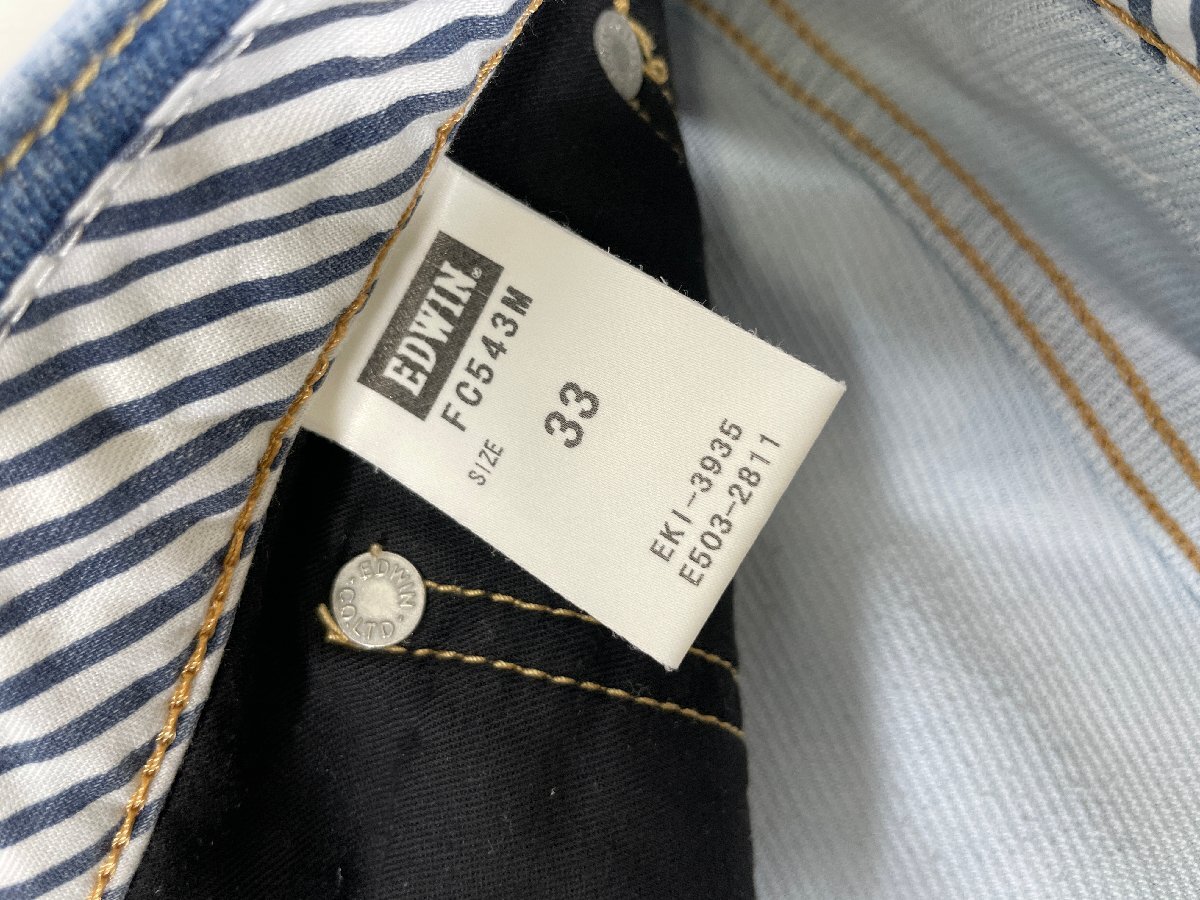 EDWIN®
FC543M
SIZE 33
EKI-3935
E503-2811
EDWIN
CO LTD